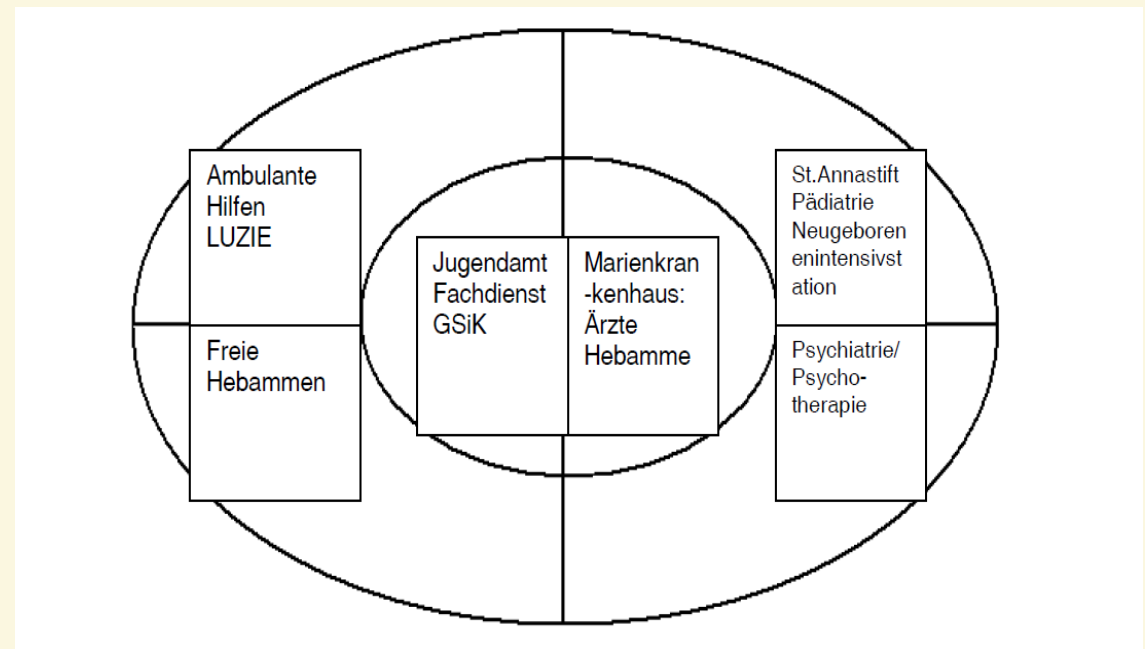 Ambulante
Hilfen
LUZIE
Freie
Hebammen
Jugendamt
Fachdienst
GSiK
Marienkran
-kenhaus:
Ärzte
Hebamme
St.Annastift
Pädiatrie
Neugeboren
enintensivst
ation
Psychiatrie/
Psycho-
therapie